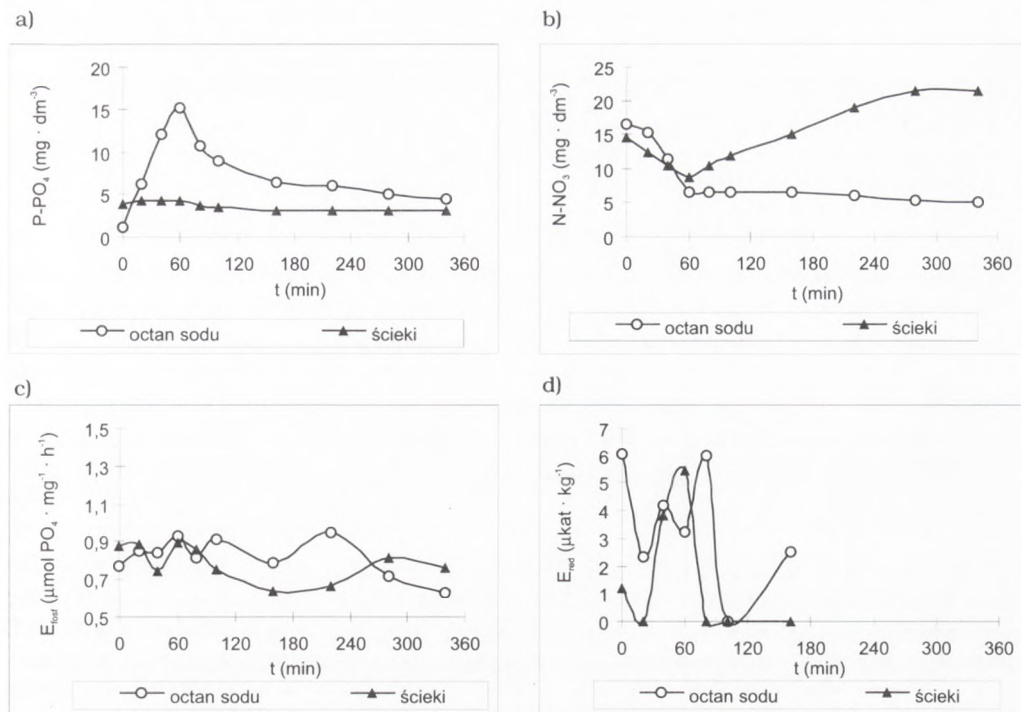 a)
P-PO₄ (mg · dm⁻³)
20
15
10
5
0
0 60 120 180 240 300 360
t (min)
octan sodu ścieki
b)
N-NO₃ (mg · dm⁻³)
25
20
15
10
5
0
0 60 120 180 240 300 360
t (min)
octan sodu ścieki
c)
E_fosf (μmol PO₄ · mg⁻¹ · h⁻¹)
1,5
1,3
1,1
0,9
0,7
0,5
0 60 120 180 240 300 360
t (min)
octan sodu ścieki
d)
E_red (μkat · kg⁻¹)
7
6
5
4
3
2
1
0
0 60 120 180 240 300 360
t (min)
octan sodu ścieki